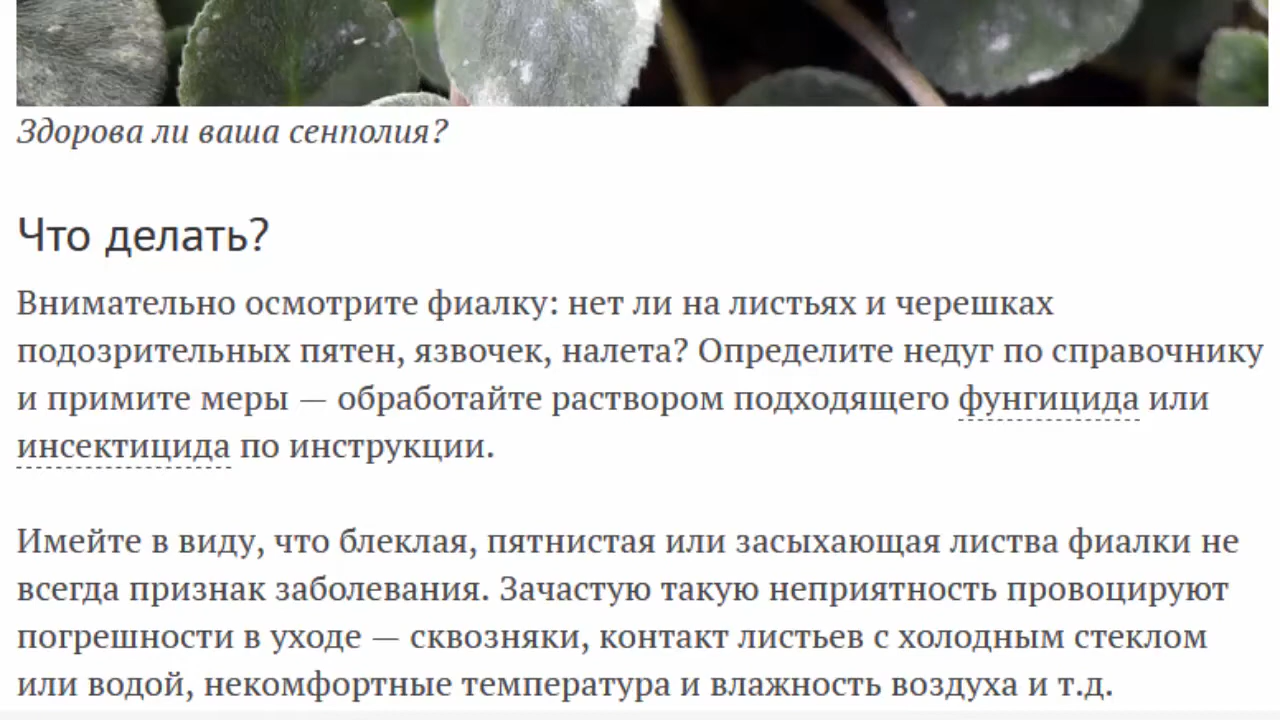 Здорова ли ваша сенполия?
Что делать?
Внимательно осмотрите фиалку: нет ли на листьях и черешках
подозрительных пятен, язвочек, налета? Определите недуг по справочнику
и примите меры — обработайте раствором подходящего фунгицида или
инсектицида по инструкции.
Имейте в виду, что блеклая, пятнистая или засыхающая листва фиалки не
всегда признак заболевания. Зачастую такую неприятность провоцируют
погрешности в уходе — сквозняки, контакт листьев с холодным стеклом
или водой, некомфортные температура и влажность воздуха и т.д.